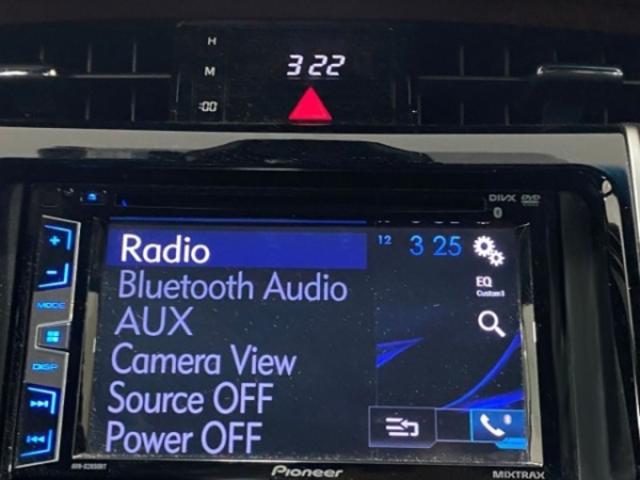 H
3 22
M
:00
DIVX DVD
Radio
12 3 25
Bluetooth Audio
EQ
Custom1
AUX
MODE
Camera View
DISP
Source OFF
Power OFF
Pioneer
MIXTRAX